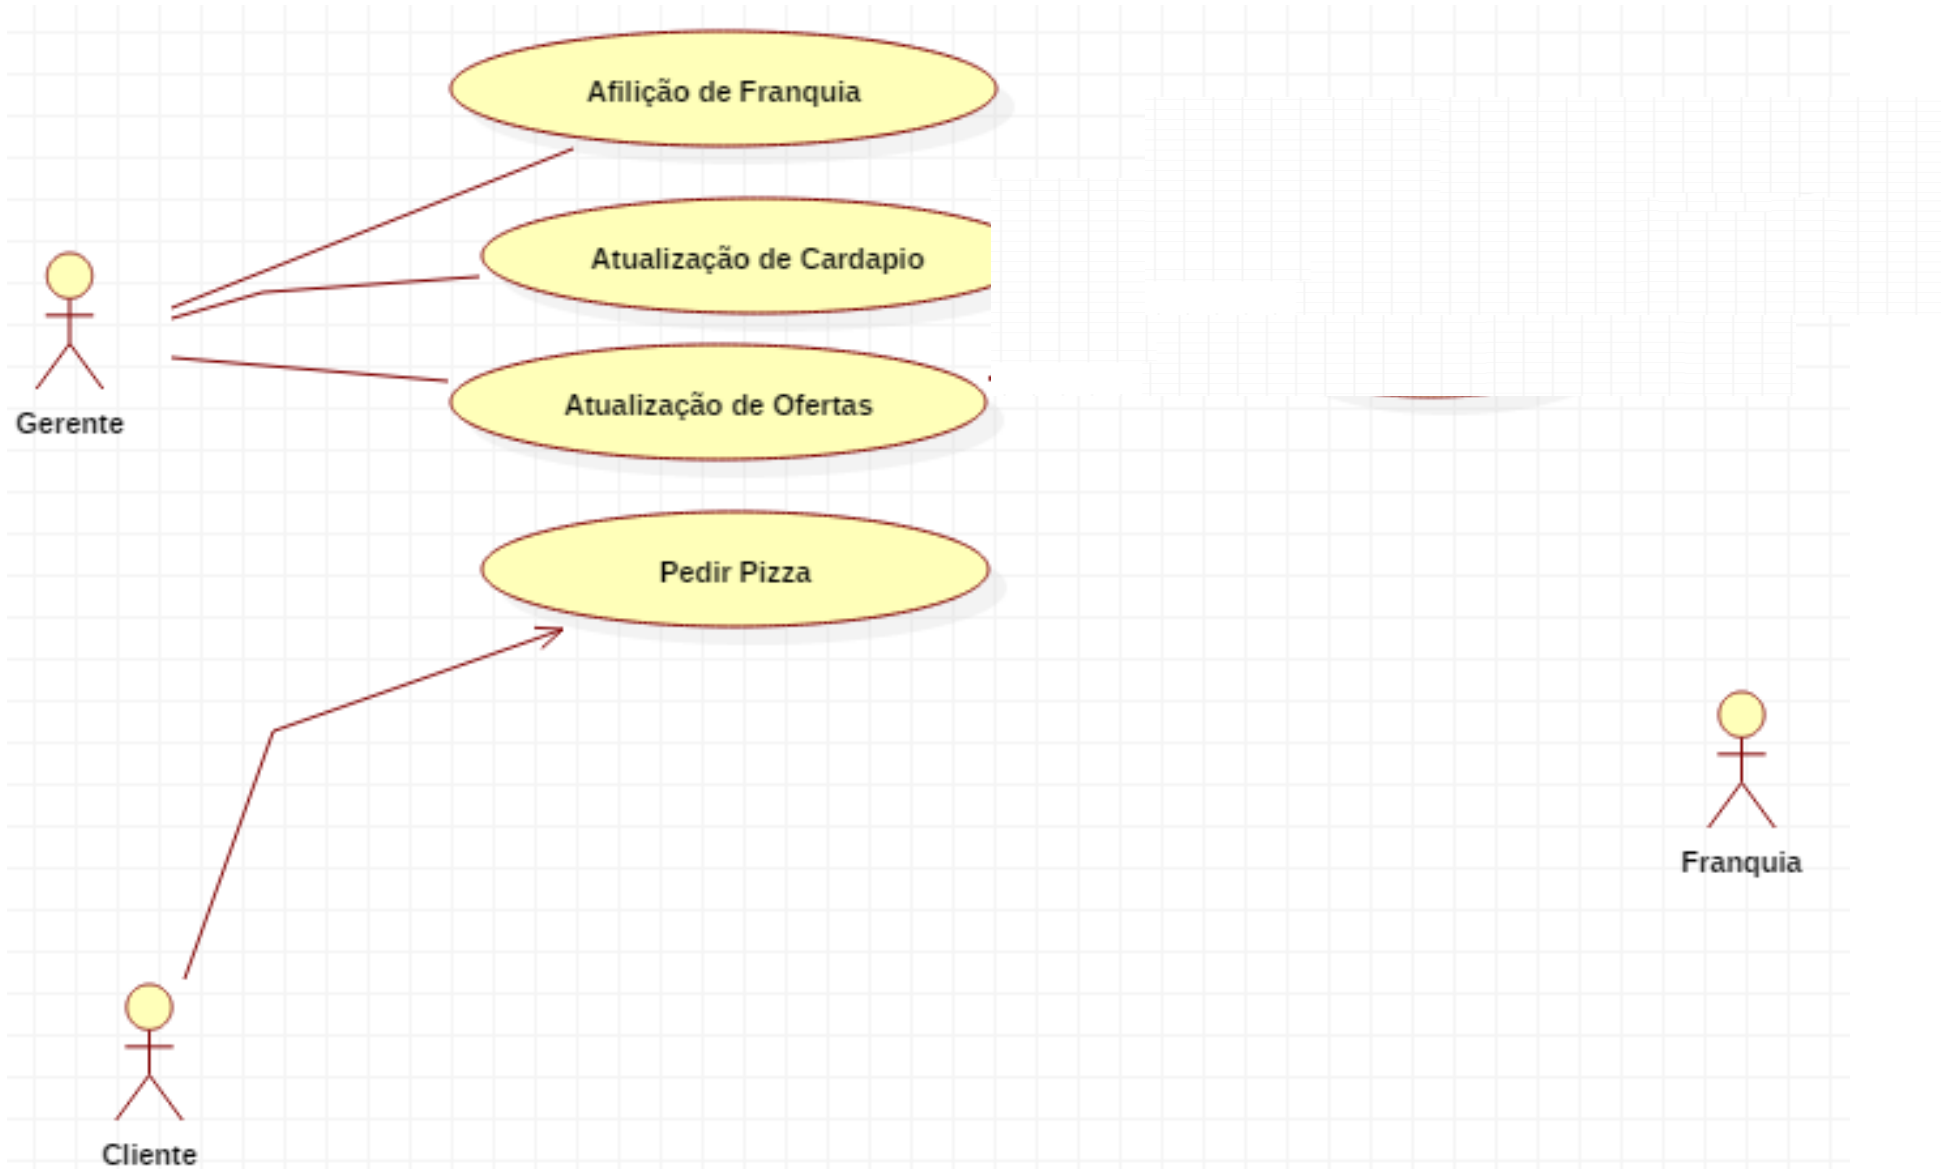 Afilição de Franquia
Atualização de Cardapio
Gerente
Atualização de Ofertas
Pedir Pizza
Franquia
Cliente